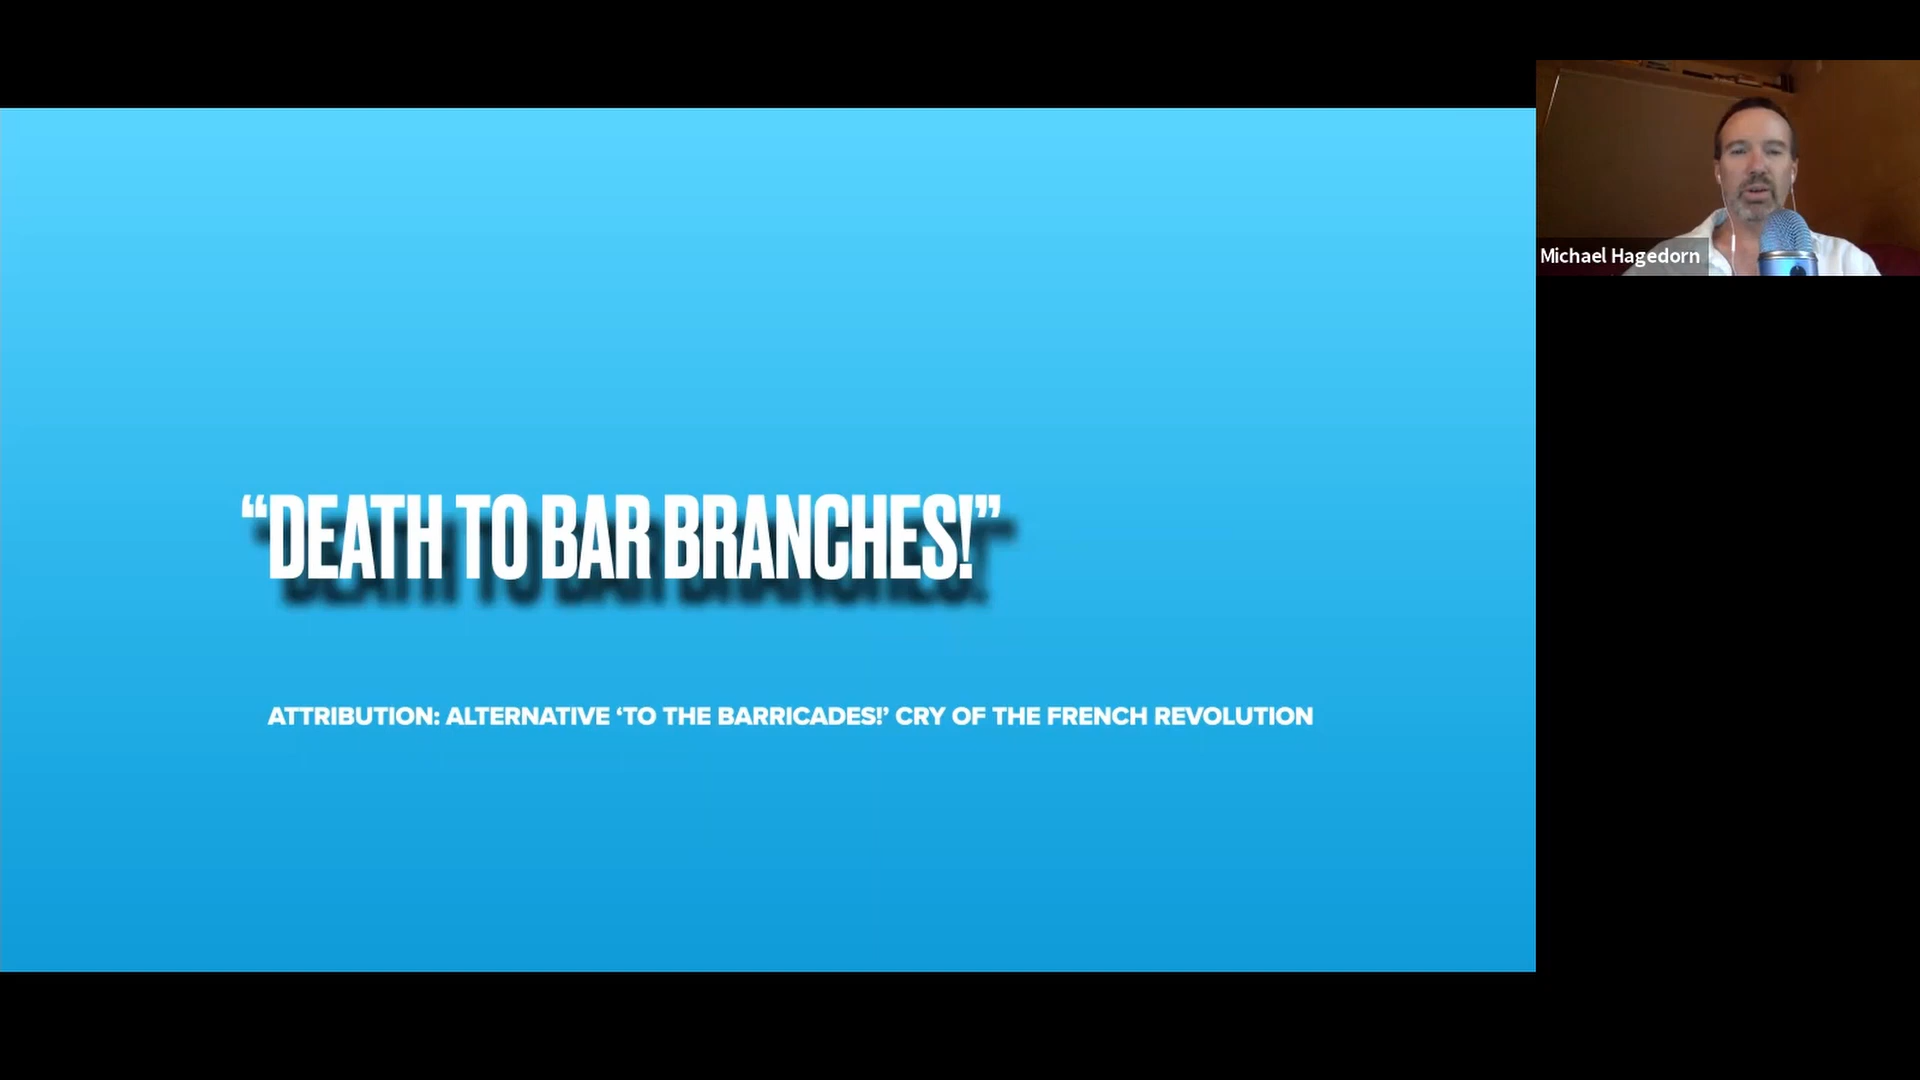 “DEATH TO BAR BRANCHES!”
ATTRIBUTION: ALTERNATIVE ‘TO THE BARRICADES!’ CRY OF THE FRENCH REVOLUTION
Michael Hagedorn